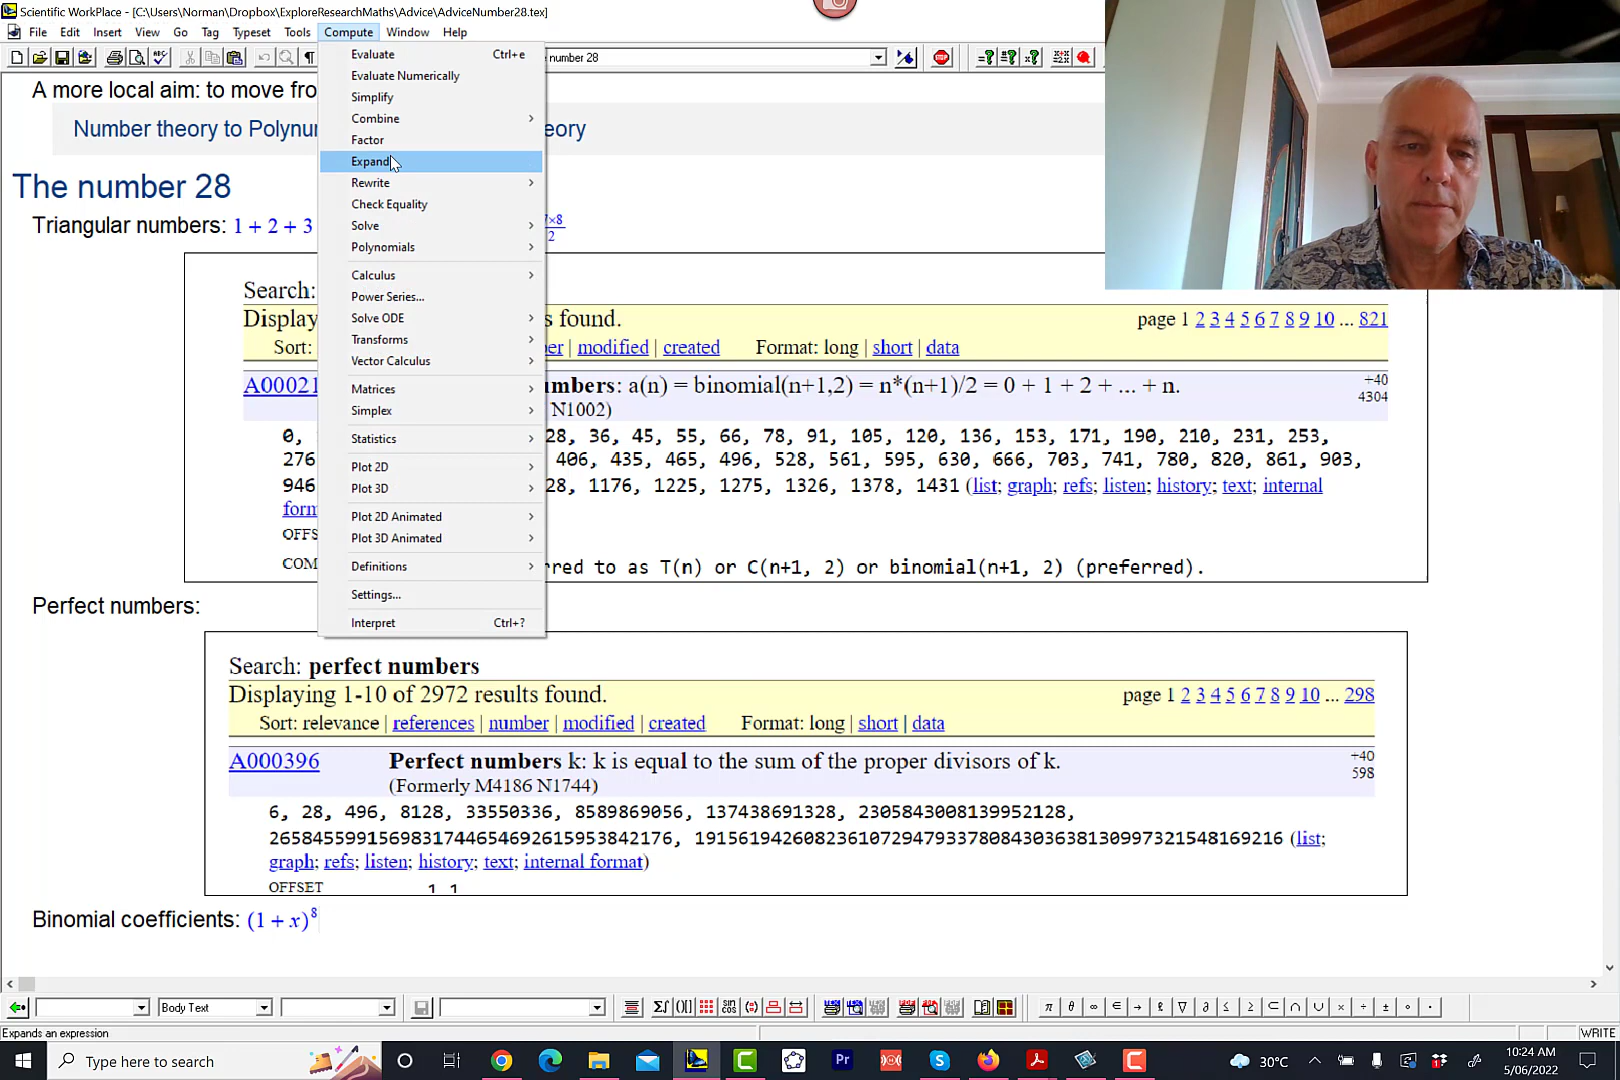 Scientific WorkPlace - [C:\Users\Norman\Dropbox\ExploreResearchMaths\Advice\AdviceNumber28.tex]
File Edit Insert View Go Tag Typeset Tools Compute Window Help
number 28
Evaluate Ctrl+e
Evaluate Numerically
Simplify
Combine
Factor
Expand
Rewrite
Check Equality
Solve
Polynomials
Calculus
Power Series...
Solve ODE
Transforms
Vector Calculus
Matrices
Simplex
Statistics
Plot 2D
Plot 3D
Plot 2D Animated
Plot 3D Animated
Definitions
Settings...
Interpret Ctrl+?
A more local aim: to move fro
Number theory to Polynu eory
The number 28
Triangular numbers: 1 + 2 + 3 7×8
2
Search:
Display s found. page 1 2 3 4 5 6 7 8 9 10 ... 821
Sort: er | modified | created Format: long | short | data
A00021 umbers: a(n) = binomial(n+1,2) = n*(n+1)/2 = 0 + 1 + 2 + ... + n. +40
N1002) 4304
0, 28, 36, 45, 55, 66, 78, 91, 105, 120, 136, 153, 171, 190, 210, 231, 253,
276 406, 435, 465, 496, 528, 561, 595, 630, 666, 703, 741, 780, 820, 861, 903,
946 28, 1176, 1225, 1275, 1326, 1378, 1431 (list; graph; refs; listen; history; text; internal
form
OFFS
COM rred to as T(n) or C(n+1, 2) or binomial(n+1, 2) (preferred).
Perfect numbers:
Search: perfect numbers
Displaying 1-10 of 2972 results found. page 1 2 3 4 5 6 7 8 9 10 ... 298
Sort: relevance | references | number | modified | created Format: long | short | data
A000396 Perfect numbers k: k is equal to the sum of the proper divisors of k. +40
(Formerly M4186 N1744) 598
6, 28, 496, 8128, 33550336, 8589869056, 137438691328, 2305843008139952128,
2658455991569831744654692615953842176, 191561942608236107294793378084303638130997321548169216 (list;
graph; refs; listen; history; text; internal format)
OFFSET 1,1
Binomial coefficients: (1 + x)⁸
Body Text
π θ ∞ ∈ → ℓ ∇ ∂ ≤ ≥ ⊂ ∩ ∪ × ÷ ± ∘ ·
Expands an expression WRITE
Type here to search 30°C 10:24 AM
5/06/2022